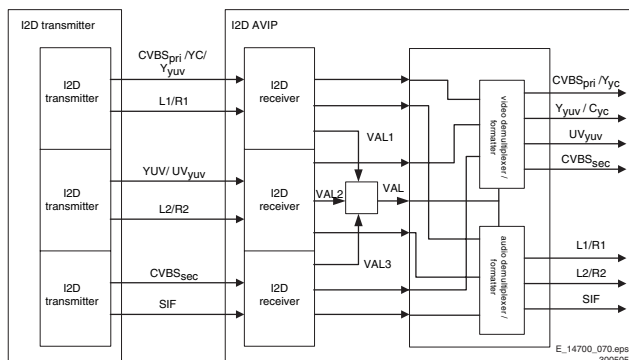 I2D transmitter
I2D AVIP
I2D
transmitter
I2D
transmitter
I2D
transmitter
CVBSpri /YC/
Yyuv
L1/R1
YUV/ UVyuv
L2/R2
CVBSsec
SIF
I2D
receiver
I2D
receiver
I2D
receiver
VAL1
VAL2
VAL
VAL3
video demultiplexer /
formatter
audio demultiplexer /
formatter
CVBSpri /Yyc
Yyuv / Cyc
UVyuv
CVBSsec
L1/R1
L2/R2
SIF
E_14700_070.eps
300505